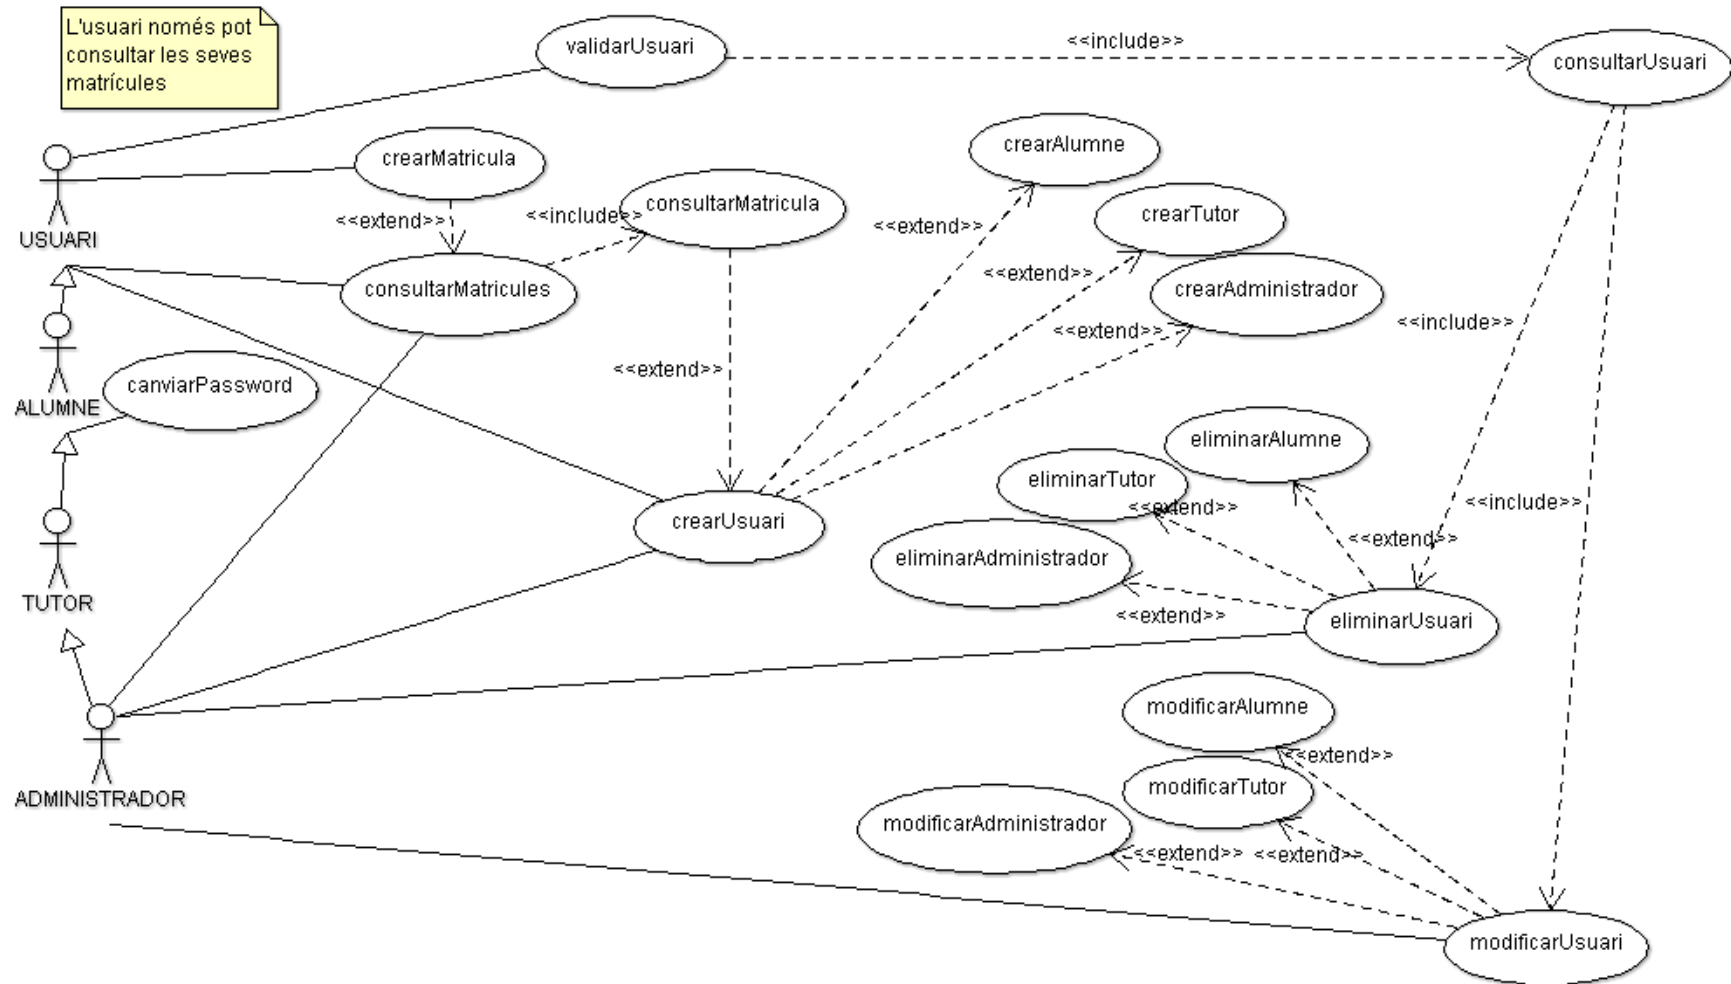 L'usuari només pot
consultar les seves
matrícules
validarUsuari
<<include>>
consultarUsuari
crearMatricula
crearAlumne
consultarMatricula
<<extend>>
<<include>>
<<extend>>
crearTutor
USUARI
<<extend>>
consultarMatricules
crearAdministrador
<<extend>>
<<include>>
<<extend>>
canviarPassword
ALUMNE
eliminarAlumne
eliminarTutor
<<extend>>
<<include>>
crearUsuari
<<extend>>
eliminarAdministrador
TUTOR
<<extend>>
eliminarUsuari
modificarAlumne
<<extend>>
modificarTutor
ADMINISTRADOR
modificarAdministrador
<<extend>>
<<extend>>
modificarUsuari